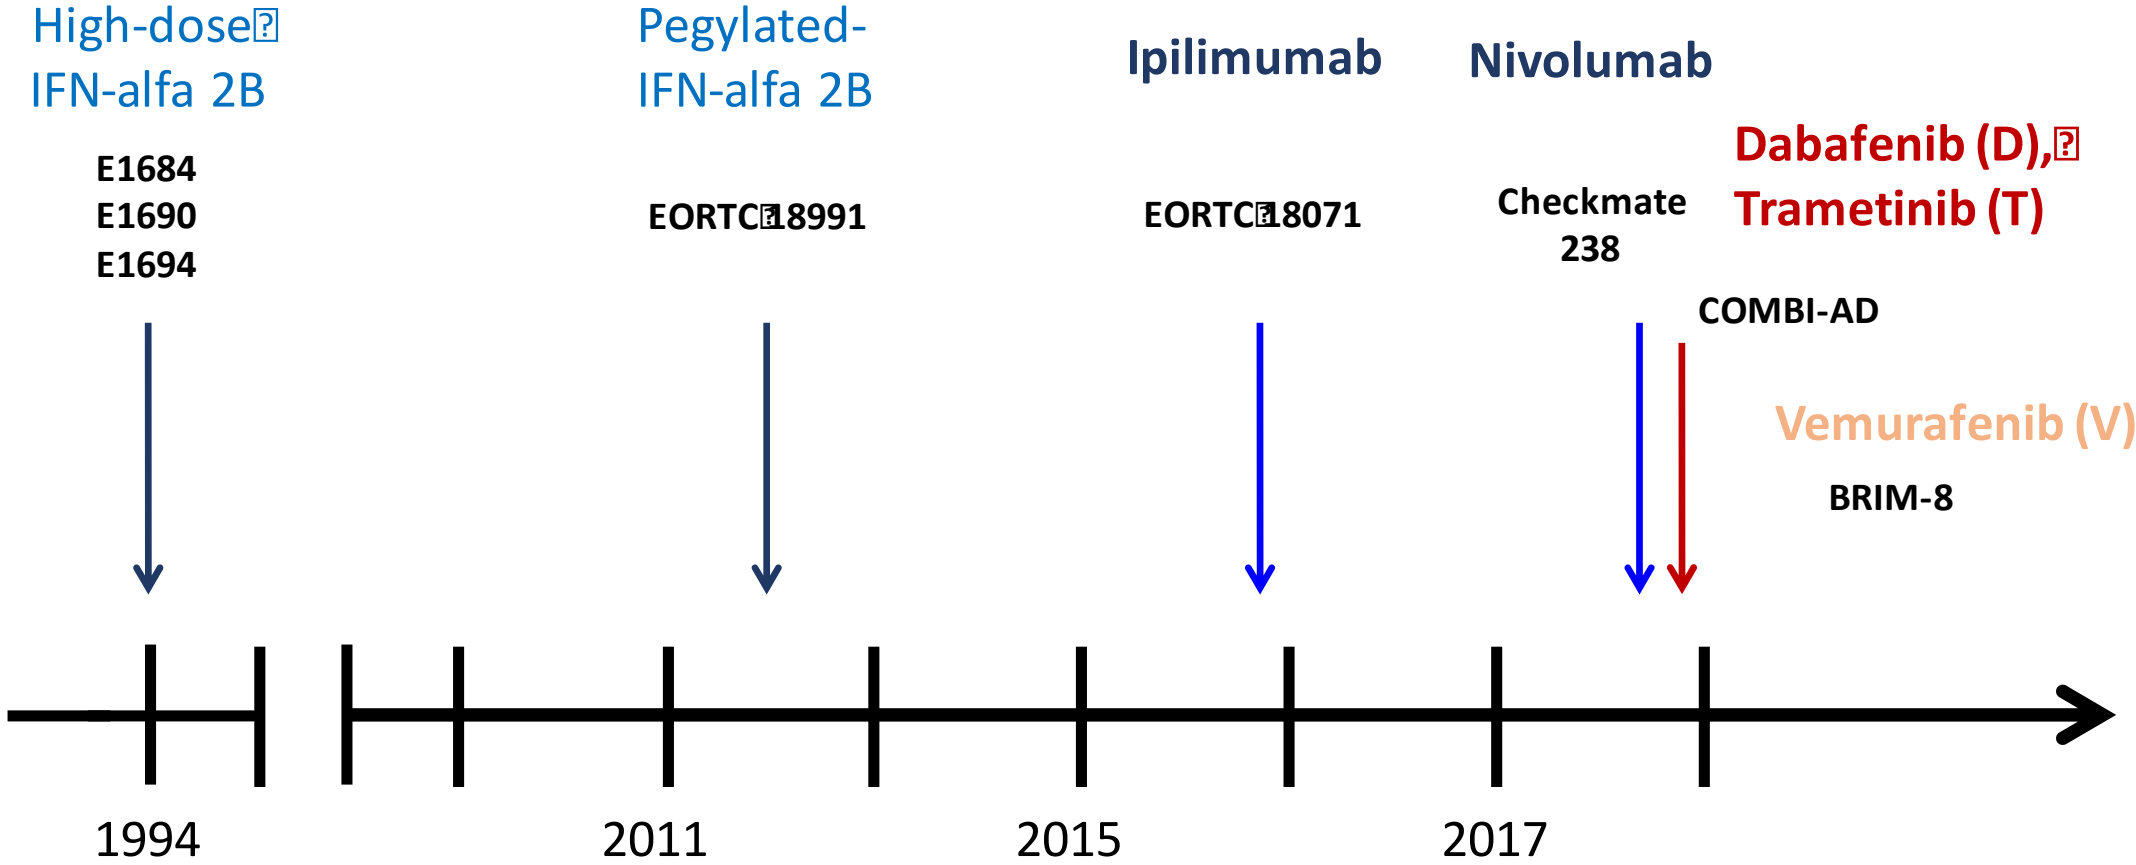 High-dose
IFN-alfa 2B
E1684
E1690
E1694
Pegylated-
IFN-alfa 2B
EORTC 18991
Ipilimumab
EORTC 18071
Nivolumab
Checkmate
238
Dabafenib (D),
Trametinib (T)
COMBI-AD
Vemurafenib (V)
BRIM-8
1994
2011
2015
2017